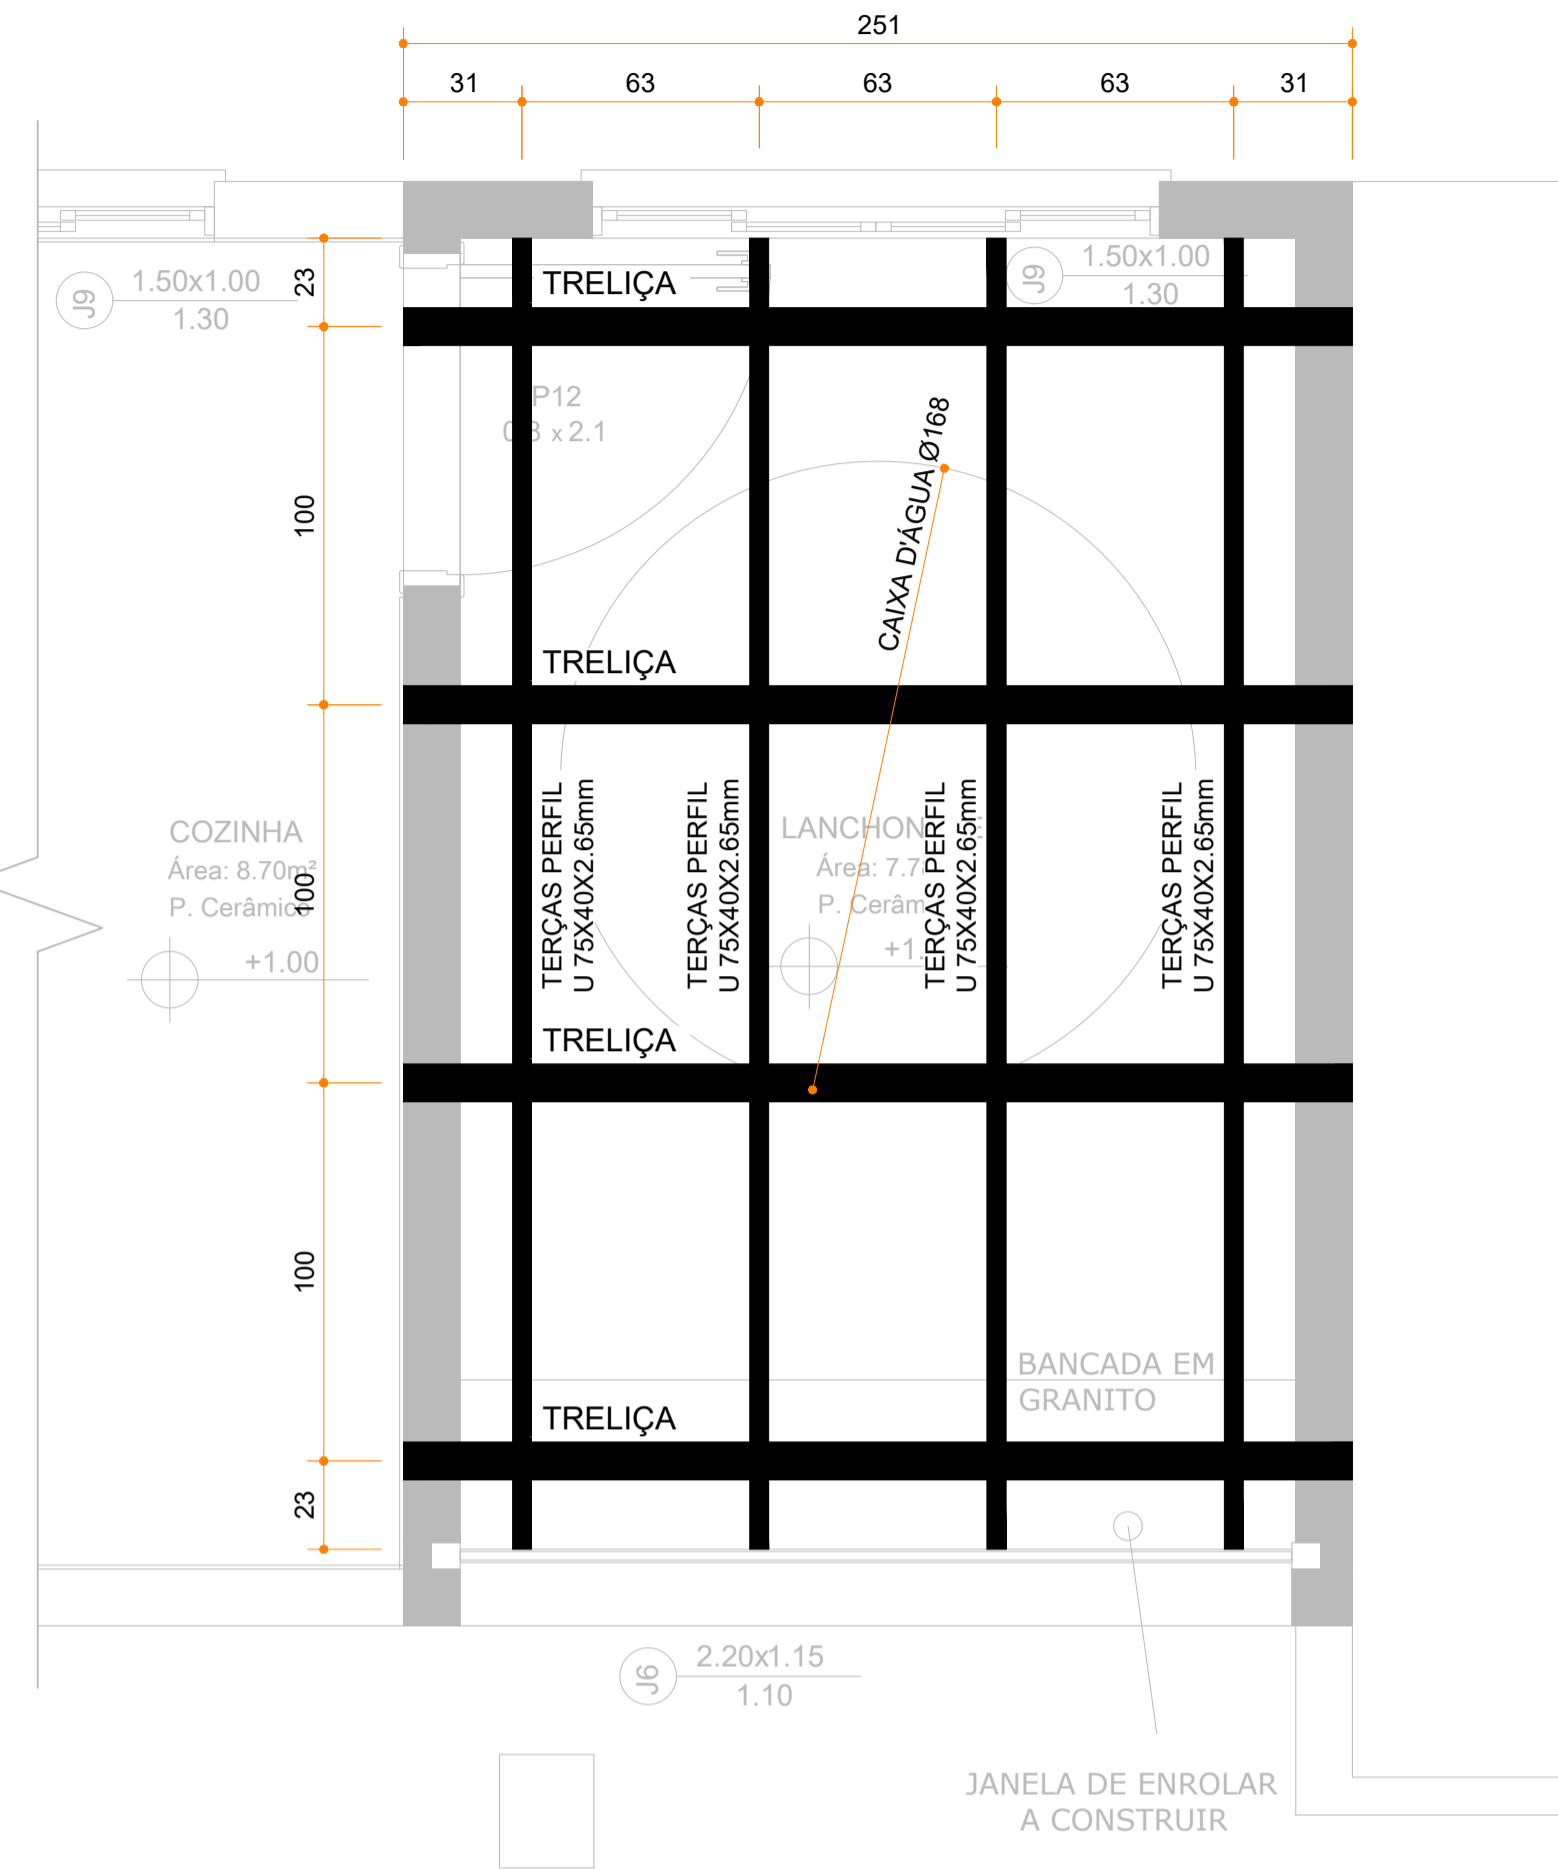 251
31
63
63
63
31
23
TRELIÇA
J9
1.50x1.00
1.30
J9
1.50x1.00
1.30
P12
x 2.1
100
CAIXA D'ÁGUA Ø168
TRELIÇA
TERÇAS PERFIL
U 75X40X2.65mm
TERÇAS PERFIL
U 75X40X2.65mm
TERÇAS PERFIL
U 75X40X2.65mm
TERÇAS PERFIL
U 75X40X2.65mm
COZINHA
Área: 8.70m²
P. Cerâmico
+1.00
100
Área:
P.
TRELIÇA
100
BANCADA EM
GRANITO
TRELIÇA
23
J6
2.20x1.15
1.10
JANELA DE ENROLAR
A CONSTRUIR